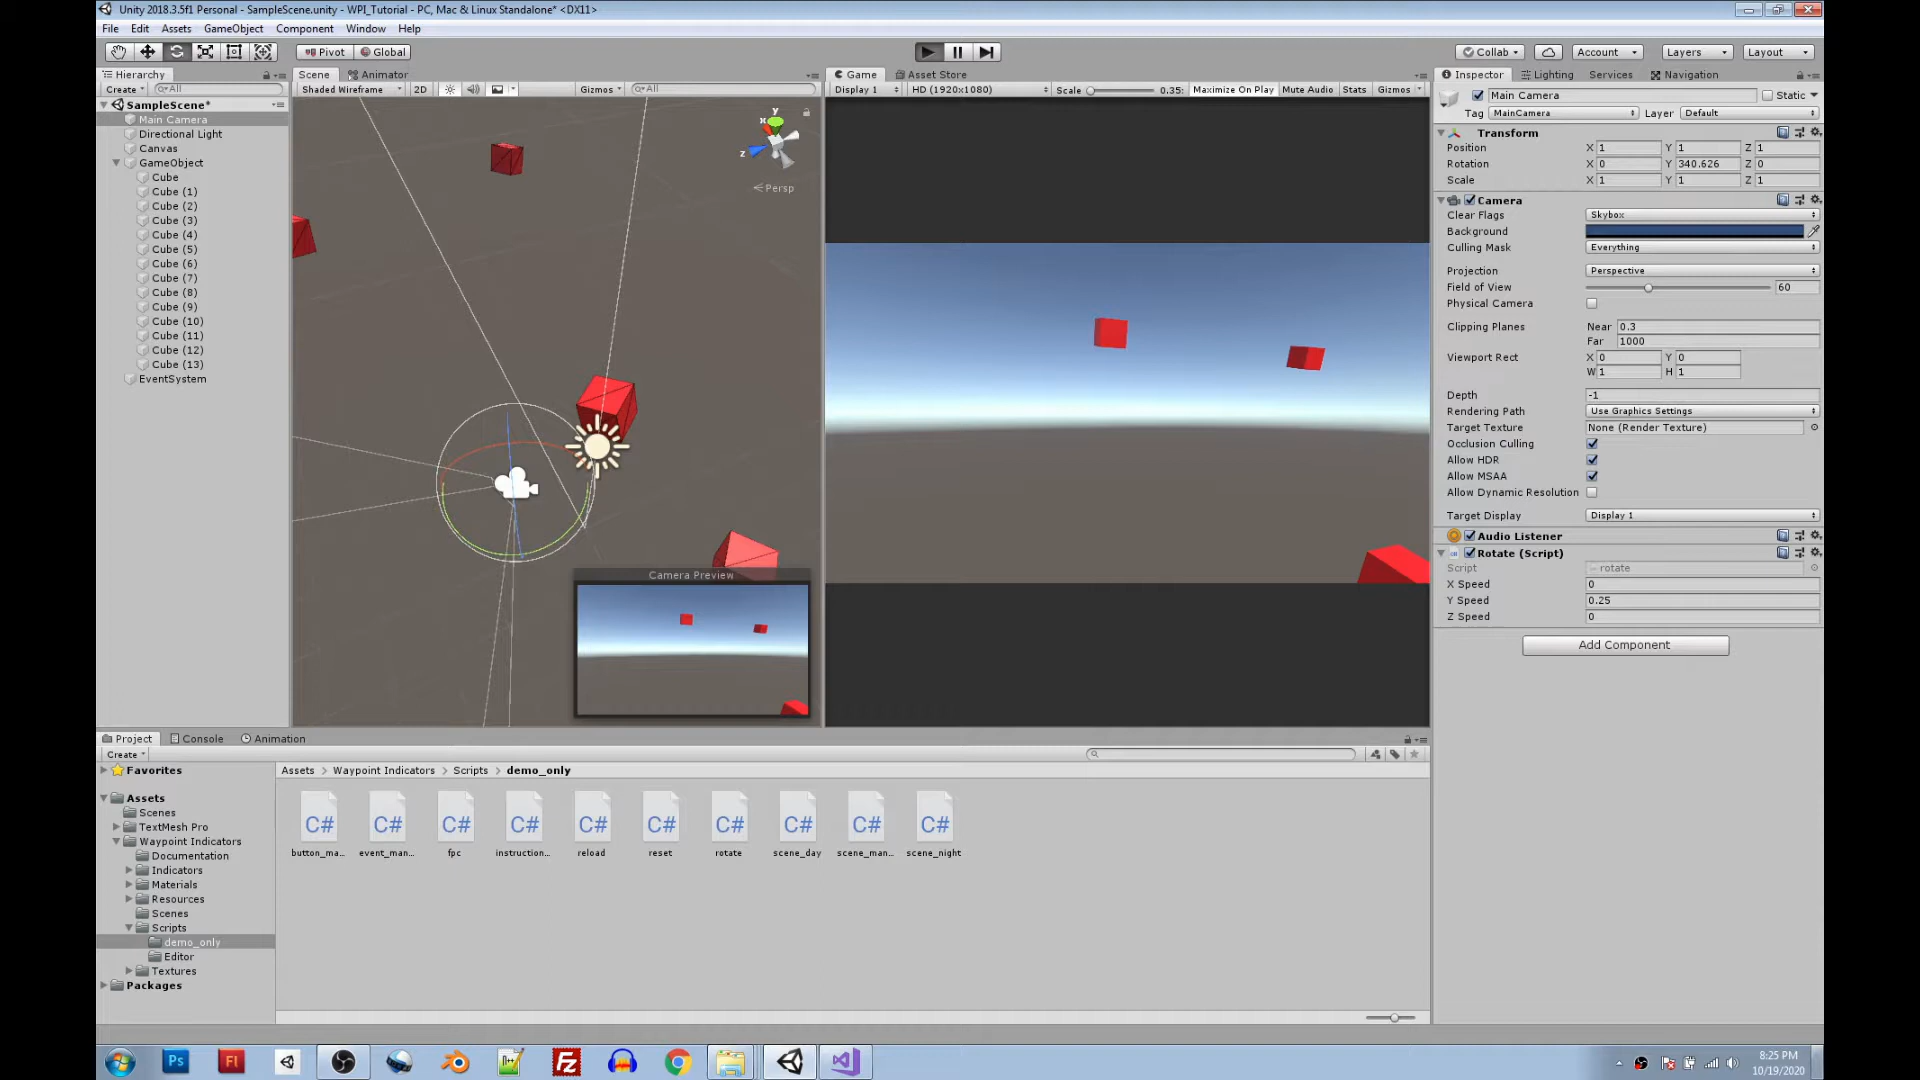 Unity 2018.3.5f1 Personal - SampleScene.unity - WPI_Tutorial - PC, Mac & Linux Standalone* <DX11>
File Edit Assets GameObject Component Window Help
Pivot Global Collab Account Layers Layout
Hierarchy
Create All
SampleScene*
Main Camera
Directional Light
Canvas
GameObject
Cube
Cube (1)
Cube (2)
Cube (3)
Cube (4)
Cube (5)
Cube (6)
Cube (7)
Cube (8)
Cube (9)
Cube (10)
Cube (11)
Cube (12)
Cube (13)
EventSystem
Scene Animator
Shaded Wireframe 2D Gizmos All
y
x
z
Persp
Camera Preview
Game Asset Store
Display 1 HD (1920x1080) Scale 0.35: Maximize On Play Mute Audio Stats Gizmos
Inspector Lighting Services Navigation
Main Camera Static
Tag MainCamera Layer Default
Transform
Position X 1 Y 1 Z 1
Rotation X 0 Y 340.626 Z 0
Scale X 1 Y 1 Z 1
Camera
Clear Flags Skybox
Background
Culling Mask Everything
Projection Perspective
Field of View 60
Physical Camera
Clipping Planes Near 0.3
Far 1000
Viewport Rect X 0 Y 0
W 1 H 1
Depth -1
Rendering Path Use Graphics Settings
Target Texture None (Render Texture)
Occlusion Culling
Allow HDR
Allow MSAA
Allow Dynamic Resolution
Target Display Display 1
Audio Listener
Rotate (Script)
Script rotate
X Speed 0
Y Speed 0.25
Z Speed 0
Add Component
Project Console Animation
Create
Favorites
Assets
Scenes
TextMesh Pro
Waypoint Indicators
Documentation
Indicators
Materials
Resources
Scenes
Scripts
demo_only
Editor
Textures
Packages
Assets > Waypoint Indicators > Scripts > demo_only
C# C# C# C# C# C# C# C# C# C#
button_ma... event_man... fpc instruction... reload reset rotate scene_day scene_man... scene_night
Ps Fl Fz
8:25 PM
10/19/2020